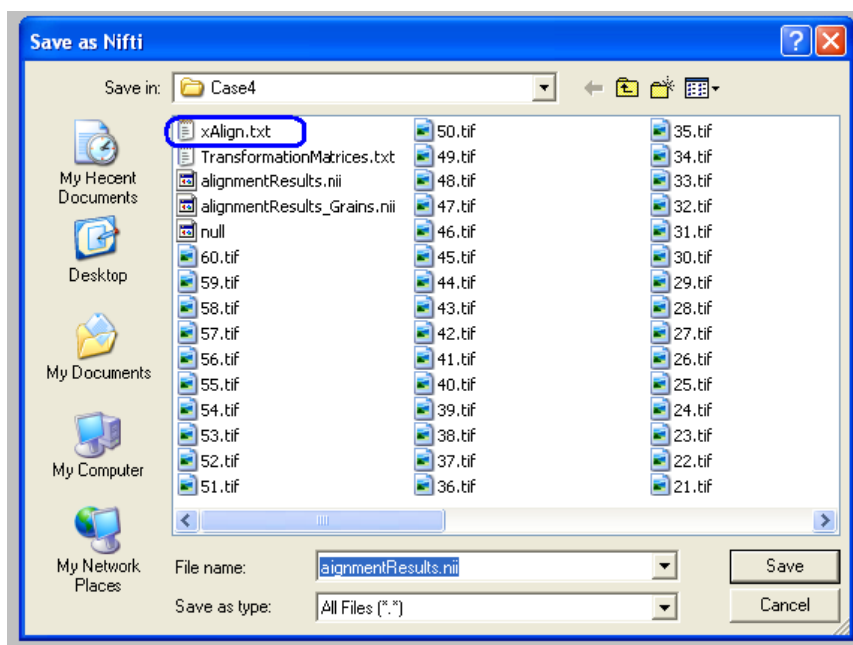 Save as Nifti
Save in: Case4
My Recent Documents
Desktop
My Documents
My Computer
My Network Places
xAlign.txt
TransformationMatrices.txt
alignmentResults.nii
alignmentResults_Grains.nii
null
60.tif
59.tif
58.tif
57.tif
56.tif
55.tif
54.tif
53.tif
52.tif
51.tif
50.tif
49.tif
48.tif
47.tif
46.tif
45.tif
44.tif
43.tif
42.tif
41.tif
40.tif
39.tif
38.tif
37.tif
36.tif
35.tif
34.tif
33.tif
32.tif
31.tif
30.tif
29.tif
28.tif
27.tif
26.tif
25.tif
24.tif
23.tif
22.tif
21.tif
File name: aignmentResults.nii Save
Save as type: All Files (*.*) Cancel